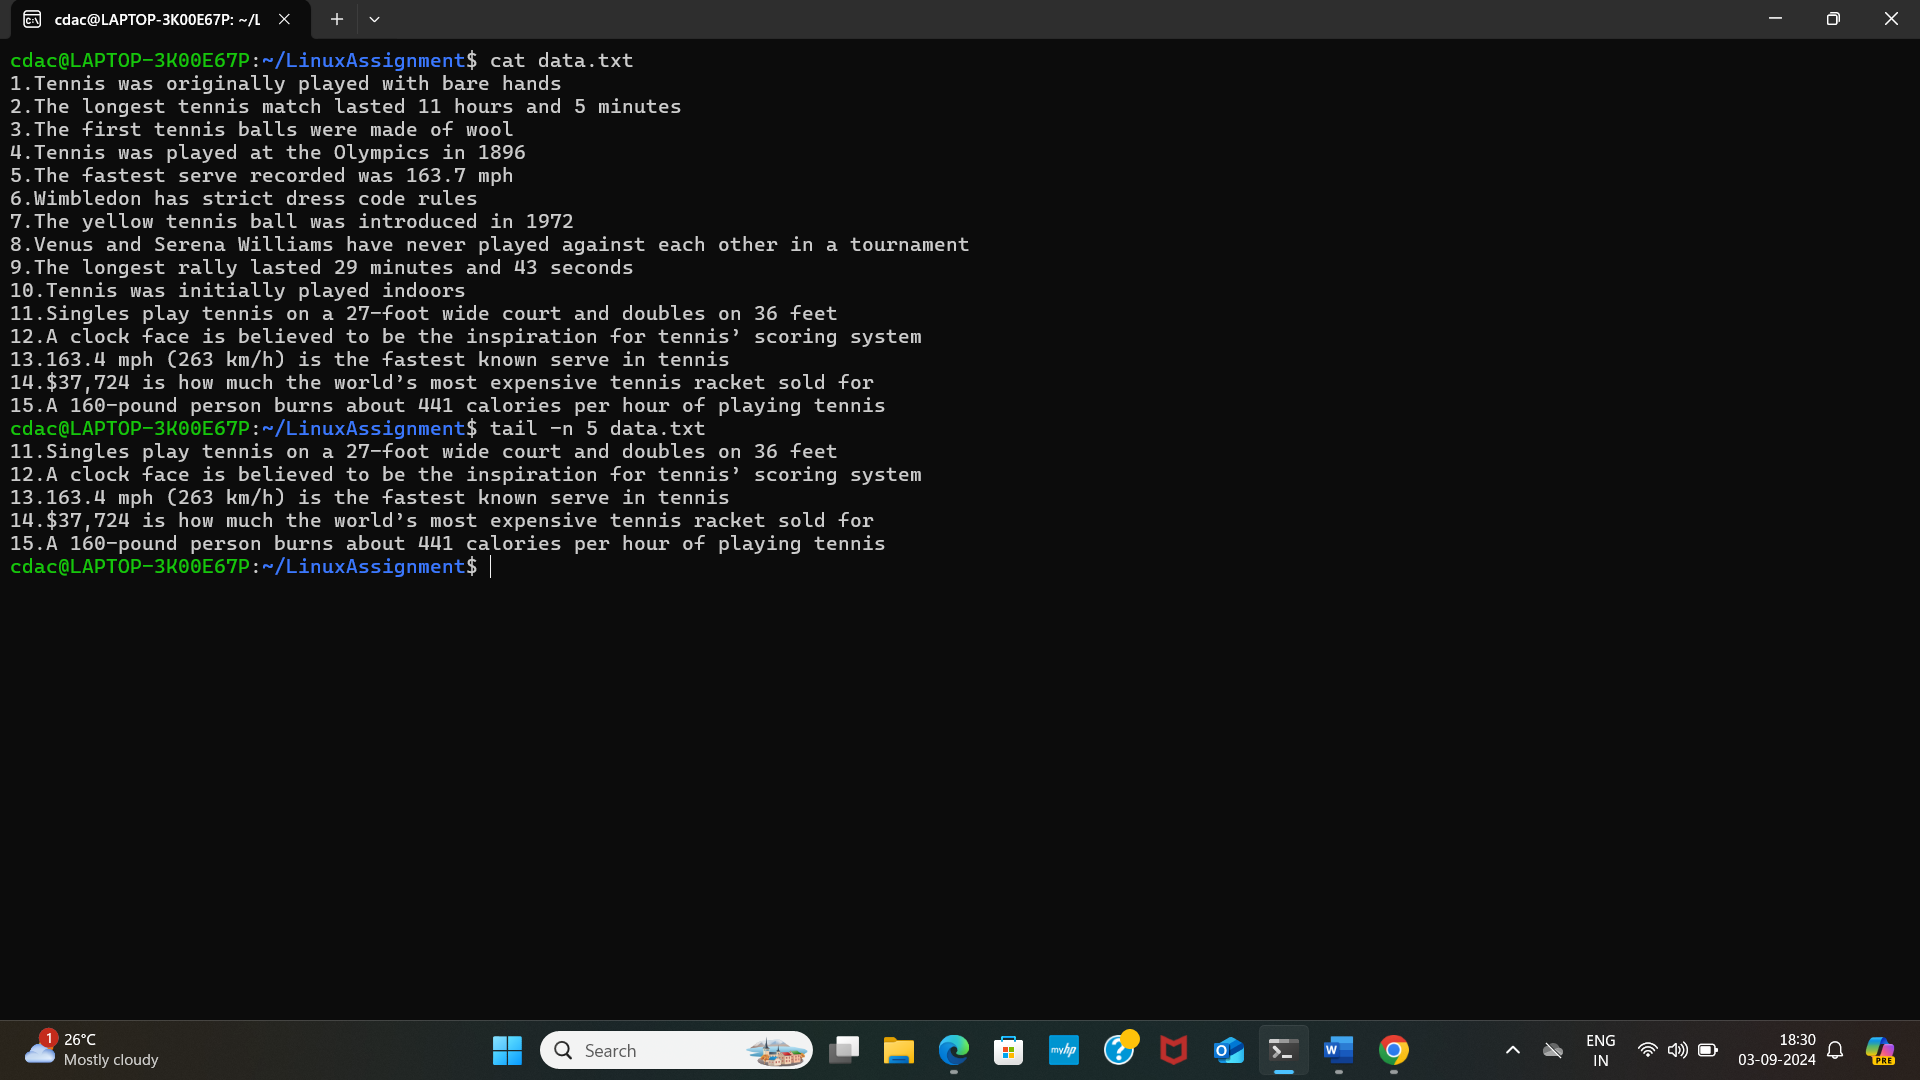 cdac@LAPTOP-3K00E67P: ~/L
cdac@LAPTOP-3K00E67P:~/LinuxAssignment$ cat data.txt
1.Tennis was originally played with bare hands
2.The longest tennis match lasted 11 hours and 5 minutes
3.The first tennis balls were made of wool
4.Tennis was played at the Olympics in 1896
5.The fastest serve recorded was 163.7 mph
6.Wimbledon has strict dress code rules
7.The yellow tennis ball was introduced in 1972
8.Venus and Serena Williams have never played against each other in a tournament
9.The longest rally lasted 29 minutes and 43 seconds
10.Tennis was initially played indoors
11.Singles play tennis on a 27-foot wide court and doubles on 36 feet
12.A clock face is believed to be the inspiration for tennis’ scoring system
13.163.4 mph (263 km/h) is the fastest known serve in tennis
14.$37,724 is how much the world’s most expensive tennis racket sold for
15.A 160-pound person burns about 441 calories per hour of playing tennis
cdac@LAPTOP-3K00E67P:~/LinuxAssignment$ tail -n 5 data.txt
11.Singles play tennis on a 27-foot wide court and doubles on 36 feet
12.A clock face is believed to be the inspiration for tennis’ scoring system
13.163.4 mph (263 km/h) is the fastest known serve in tennis
14.$37,724 is how much the world’s most expensive tennis racket sold for
15.A 160-pound person burns about 441 calories per hour of playing tennis
cdac@LAPTOP-3K00E67P:~/LinuxAssignment$
1
26°C
Mostly cloudy
Search
myhp
ENG
IN
18:30
03-09-2024
PRE